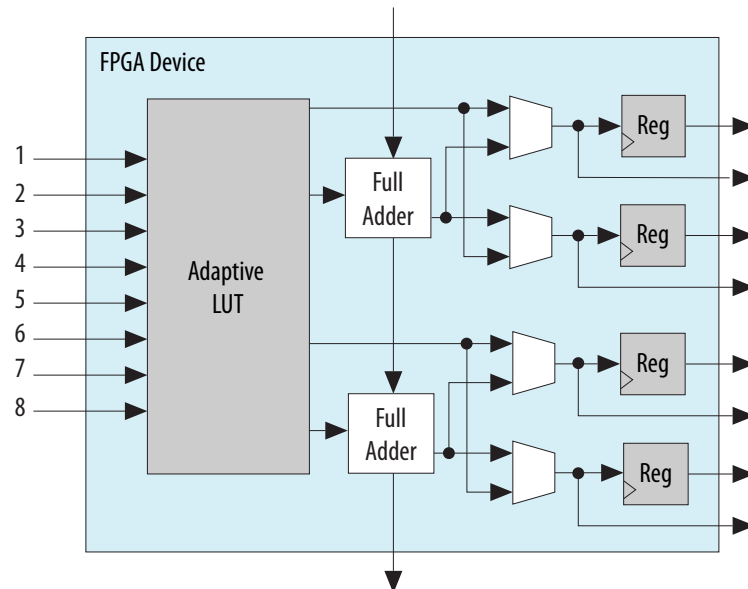 FPGA Device
1
2
3
4
5
6
7
8
Adaptive
LUT
Full
Adder
Full
Adder
Reg
Reg
Reg
Reg